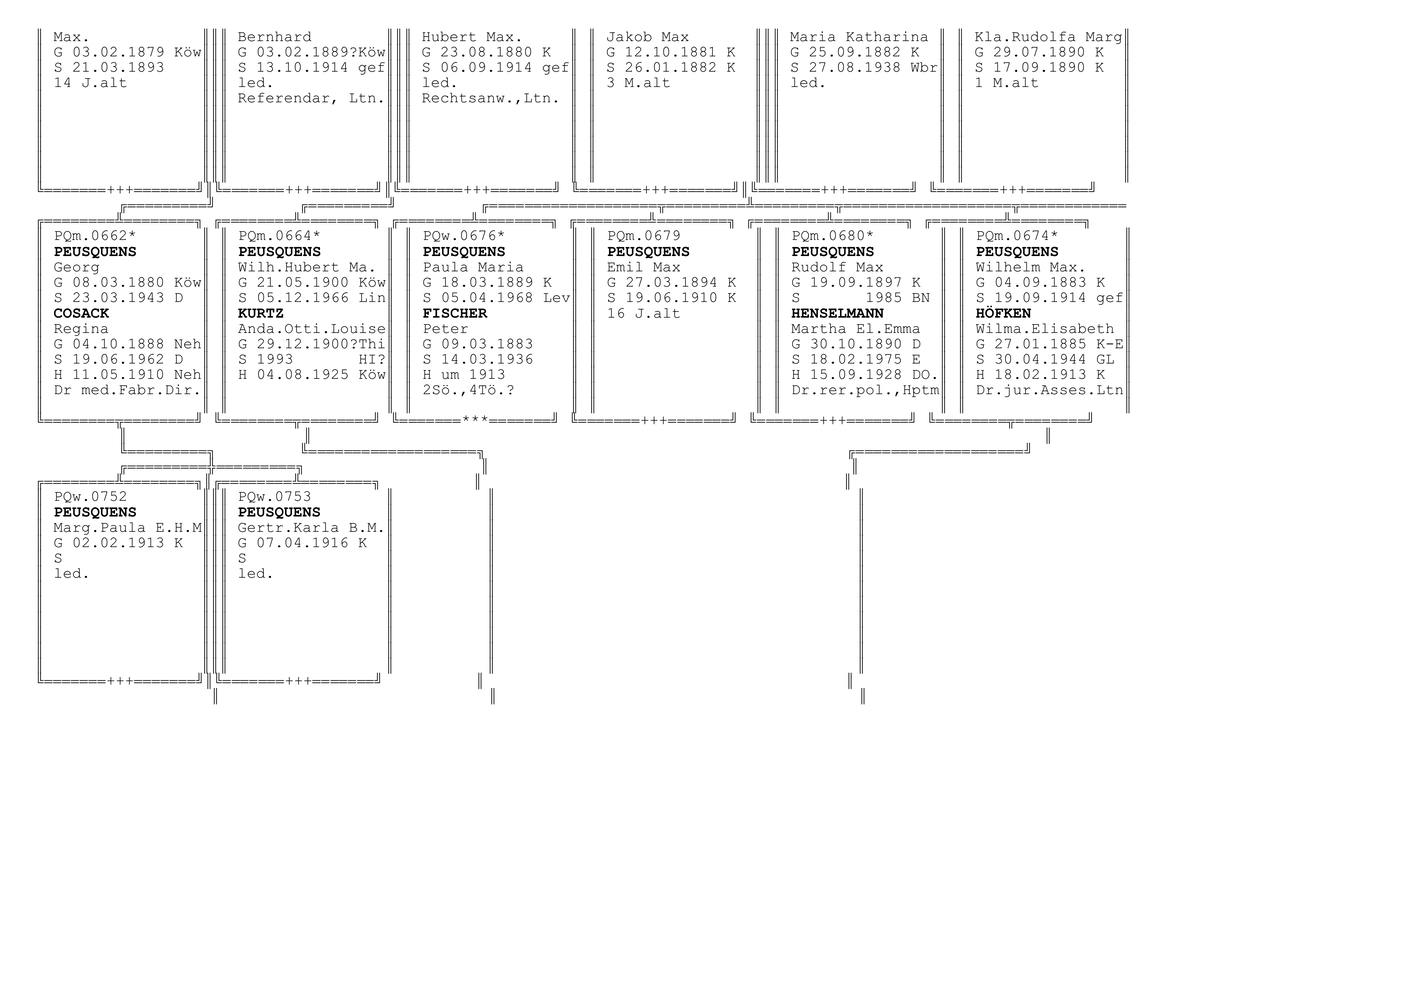 Max.
G 03.02.1879 Köw
S 21.03.1893
14 J.alt
+++
Bernhard
G 03.02.1889?Köw
S 13.10.1914 gef
led.
Referendar, Ltn.
+++
Hubert Max.
G 23.08.1880 K
S 06.09.1914 gef
led.
Rechtsanw.,Ltn.
+++
Jakob Max
G 12.10.1881 K
S 26.01.1882 K
3 M.alt
+++
Maria Katharina
G 25.09.1882 K
S 27.08.1938 Wbr
led.
+++
Kla.Rudolfa Marg
G 29.07.1890 K
S 17.09.1890 K
1 M.alt
+++
PQm.0662*
PEUSQUENS
Georg
G 08.03.1880 Köw
S 23.03.1943 D
COSACK
Regina
G 04.10.1888 Neh
S 19.06.1962 D
H 11.05.1910 Neh
Dr med.Fabr.Dir.
PQm.0664*
PEUSQUENS
Wilh.Hubert Ma.
G 21.05.1900 Köw
S 05.12.1966 Lin
KURTZ
Anda.Otti.Louise
G 29.12.1900?Thi
S 1993 HI?
H 04.08.1925 Köw
PQw.0676*
PEUSQUENS
Paula Maria
G 18.03.1889 K
S 05.04.1968 Lev
FISCHER
Peter
G 09.03.1883
S 14.03.1936
H um 1913
2Sö.,4Tö.?
***
PQm.0679
PEUSQUENS
Emil Max
G 27.03.1894 K
S 19.06.1910 K
16 J.alt
+++
PQm.0680*
PEUSQUENS
Rudolf Max
G 19.09.1897 K
S 1985 BN
HENSELMANN
Martha El.Emma
G 30.10.1890 D
S 18.02.1975 E
H 15.09.1928 DO.
Dr.rer.pol.,Hptm
+++
PQm.0674*
PEUSQUENS
Wilhelm Max.
G 04.09.1883 K
S 19.09.1914 gef
HÖFKEN
Wilma.Elisabeth
G 27.01.1885 K-E
S 30.04.1944 GL
H 18.02.1913 K
Dr.jur.Asses.Ltn
PQw.0752
PEUSQUENS
Marg.Paula E.H.M
G 02.02.1913 K
S
led.
+++
PQw.0753
PEUSQUENS
Gertr.Karla B.M.
G 07.04.1916 K
S
led.
+++